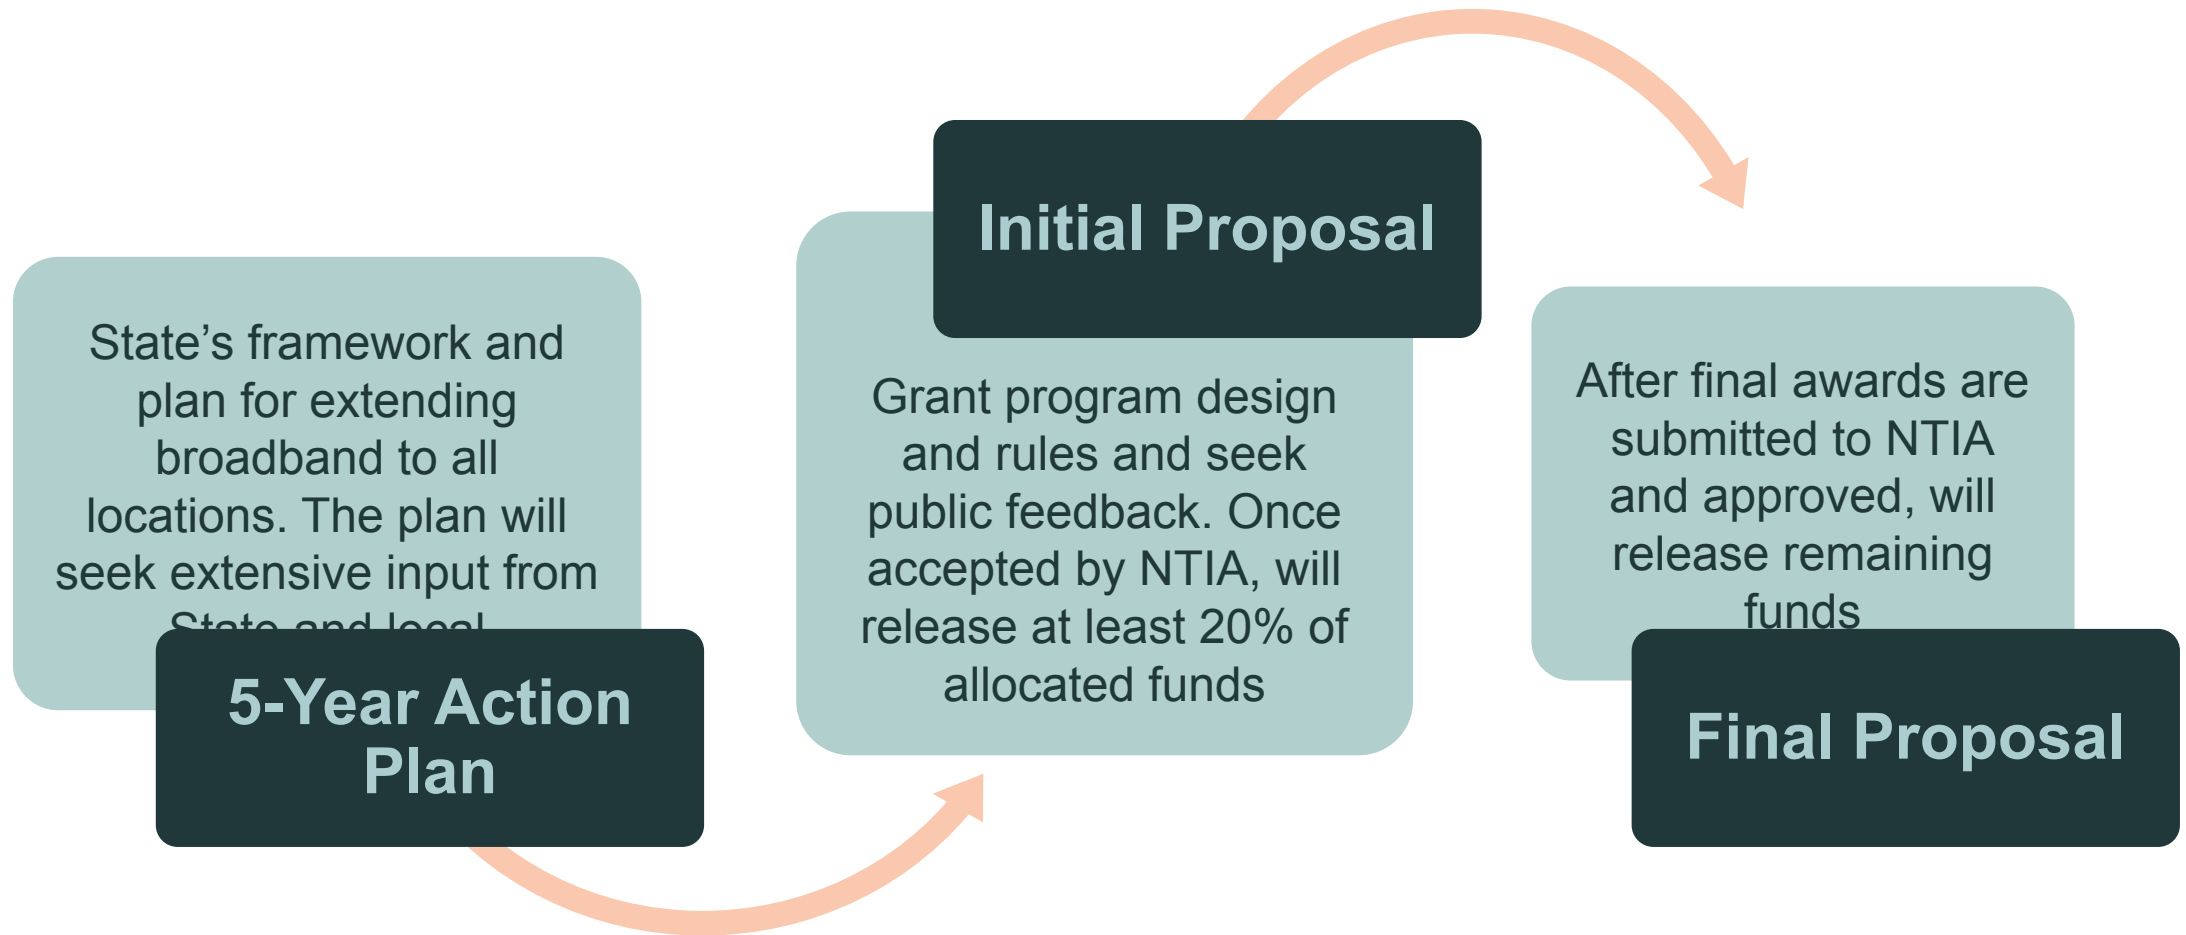 State’s framework and
plan for extending
broadband to all
locations. The plan will
seek extensive input from
State and local
5-Year Action
Plan
Initial Proposal
Grant program design
and rules and seek
public feedback. Once
accepted by NTIA, will
release at least 20% of
allocated funds
After final awards are
submitted to NTIA
and approved, will
release remaining
funds
Final Proposal